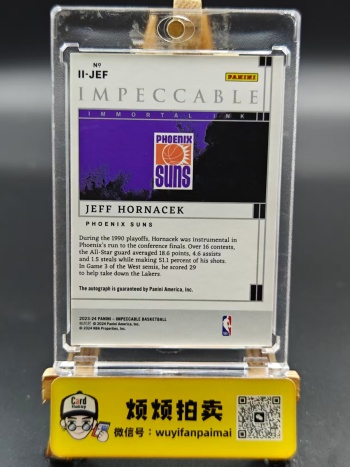 Nº
II-JEF
PANINI
IMPECCABLE
IMMORTAL INK
PHOENIX
SUNS
JEFF HORNACEK
PHOENIX SUNS
During the 1990 playoffs, Hornacek was instrumental in
Phoenix's run to the conference finals. Over 16 contests,
the All-Star guard averaged 18.6 points, 4.6 assists
and 1.5 steals while making 51.1 percent of his shots.
In Game 3 of the West semis, he scored 29
to help take down the Lakers.
The autograph is guaranteed by Panini America, Inc.
2023-24 PANINI – IMPECCABLE BASKETBALL
© 2024 Panini America, Inc.
© 2024 NBA Properties, Inc.
NBA
Card
烦烦拍卖
微信号：wuyifanpaimai